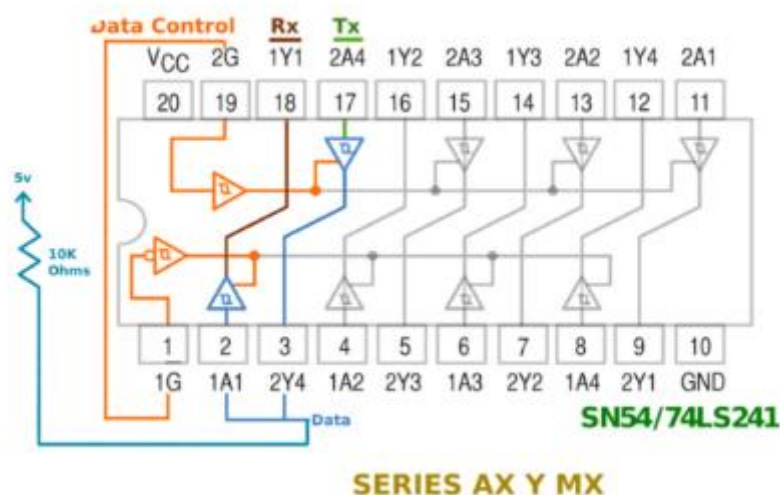 Data Control Rx Tx
VCC 2G 1Y1 2A4 1Y2 2A3 1Y3 2A2 1Y4 2A1
20 19 18 17 16 15 14 13 12 11
5v
10K
Ohms
1 2 3 4 5 6 7 8 9 10
1G 1A1 2Y4 1A2 2Y3 1A3 2Y2 1A4 2Y1 GND
Data
SN54/74LS241
SERIES AX Y MX